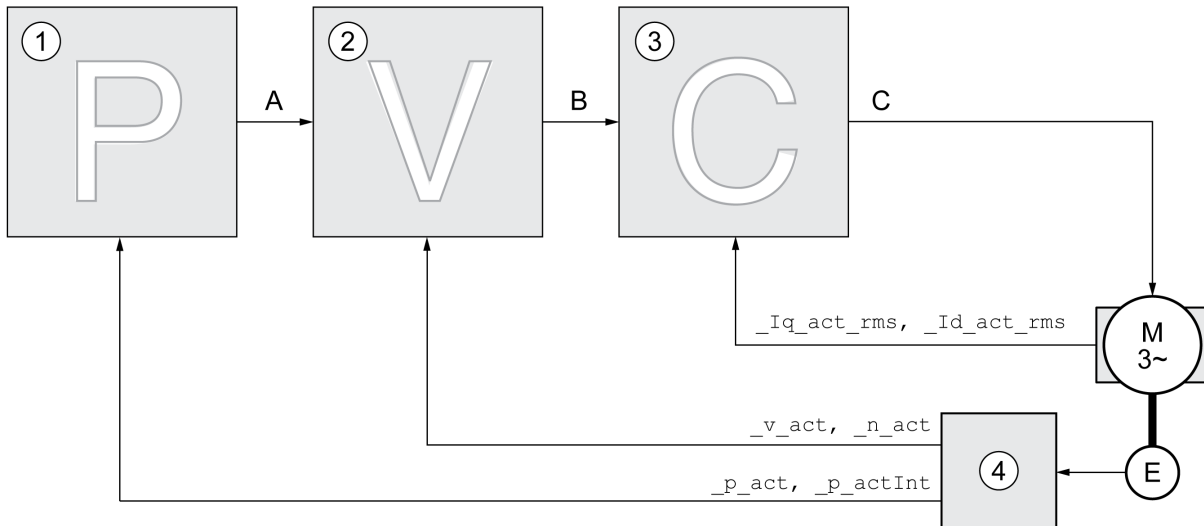 1
2
3
P
V
C
A
B
C
_Iq_act_rms, _Id_act_rms
M
3~
_v_act, _n_act
_p_act, _p_actInt
4
E